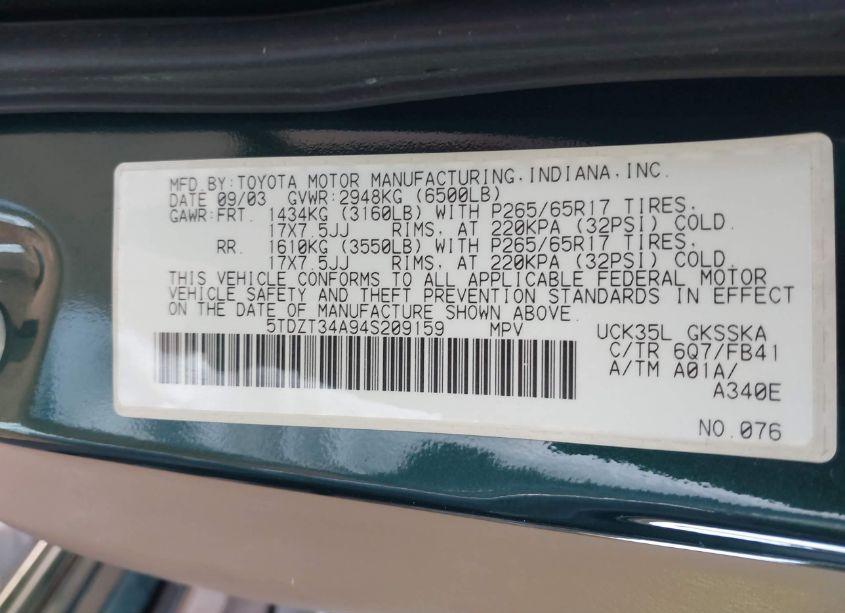 MFD.BY:TOYOTA MOTOR MANUFACTURING,INDIANA,INC.
DATE 09/03 GVWR:2948KG (6500LB)
GAWR:FRT. 1434KG (3160LB) WITH P265/65R17 TIRES,
17X7.5JJ RIMS, AT 220KPA (32PSI) COLD.
RR. 1610KG (3550LB) WITH P265/65R17 TIRES,
17X7.5JJ RIMS, AT 220KPA (32PSI) COLD.
THIS VEHICLE CONFORMS TO ALL APPLICABLE FEDERAL MOTOR
VEHICLE SAFETY AND THEFT PREVENTION STANDARDS IN EFFECT
ON THE DATE OF MANUFACTURE SHOWN ABOVE.
5TDZT34A94S209159 MPV UCK35L GKSSKA
C/TR 6Q7/FB41
A/TM A01A/
A340E
NO.076